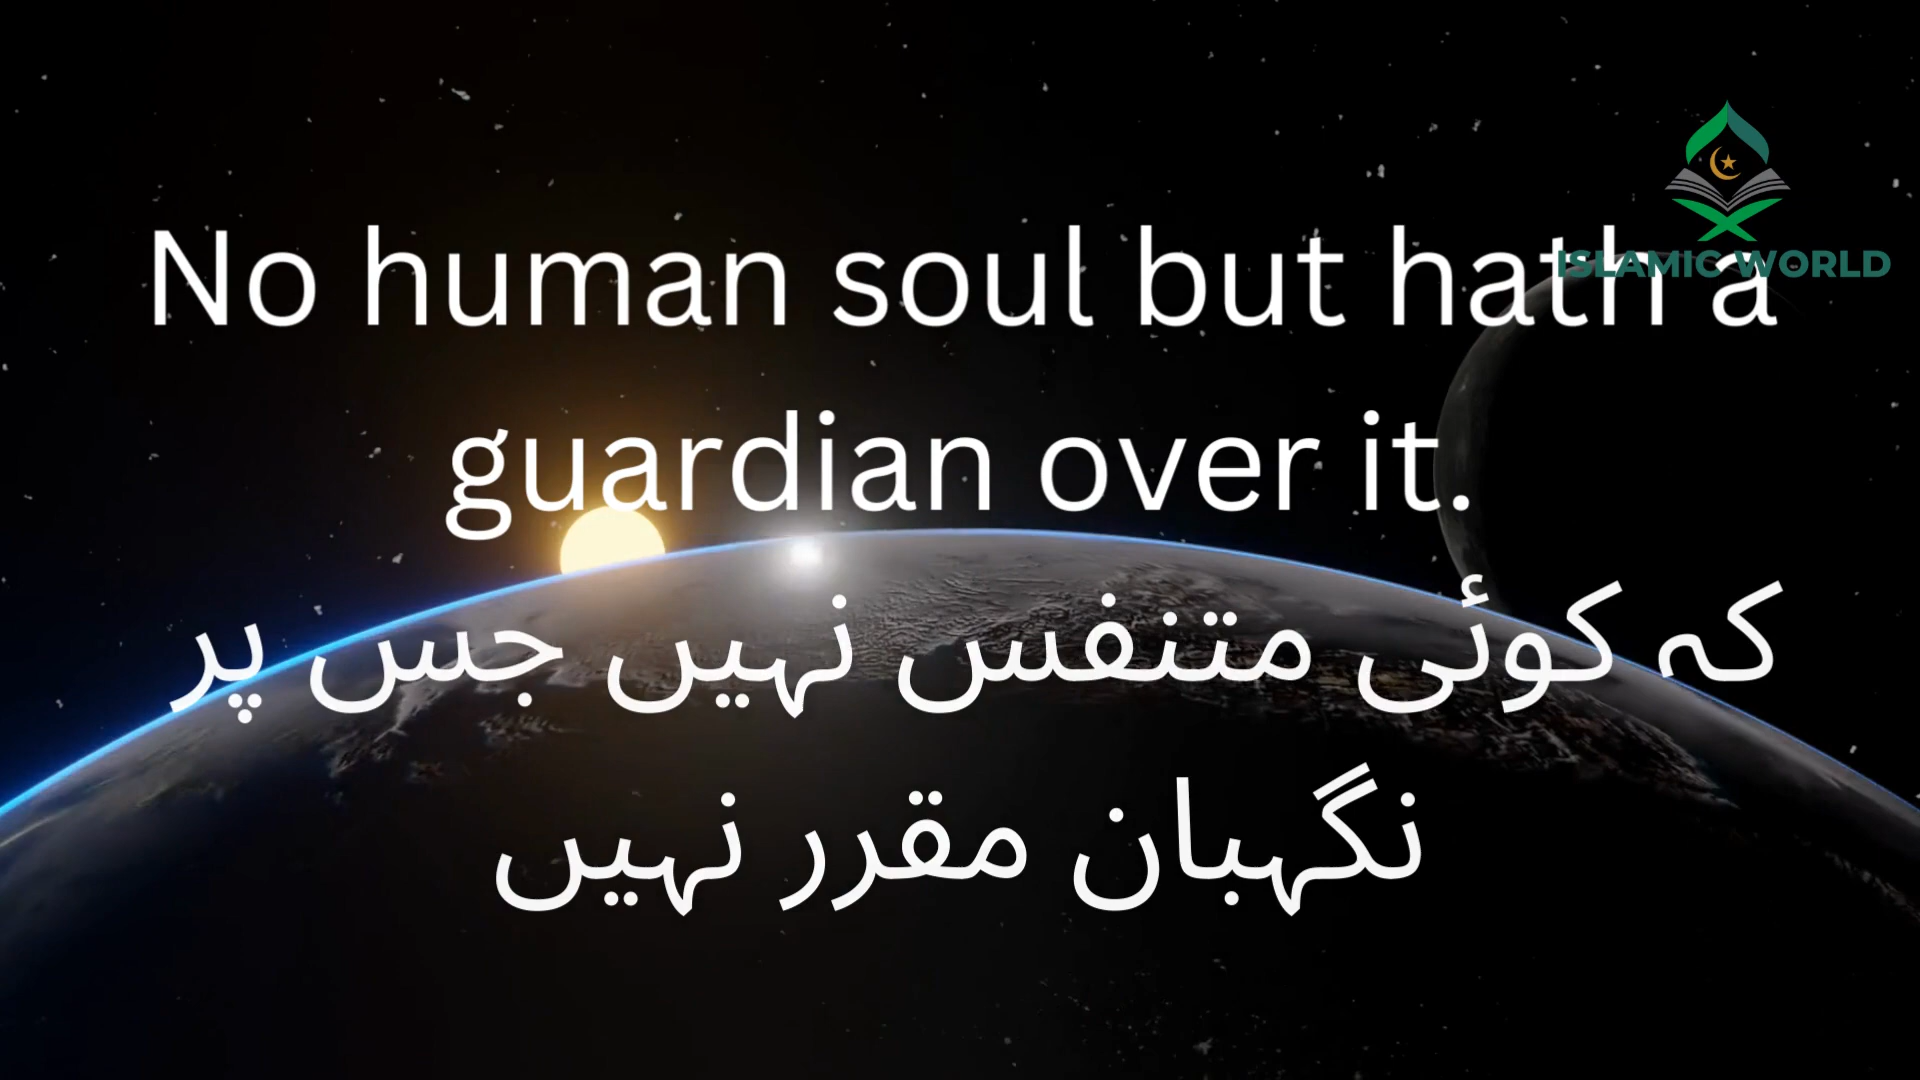 ISLAMIC WORLD
No human soul but hath a
guardian over it.
کہ کوئی متنفس نہیں جس پر
نگہبان مقرر نہیں